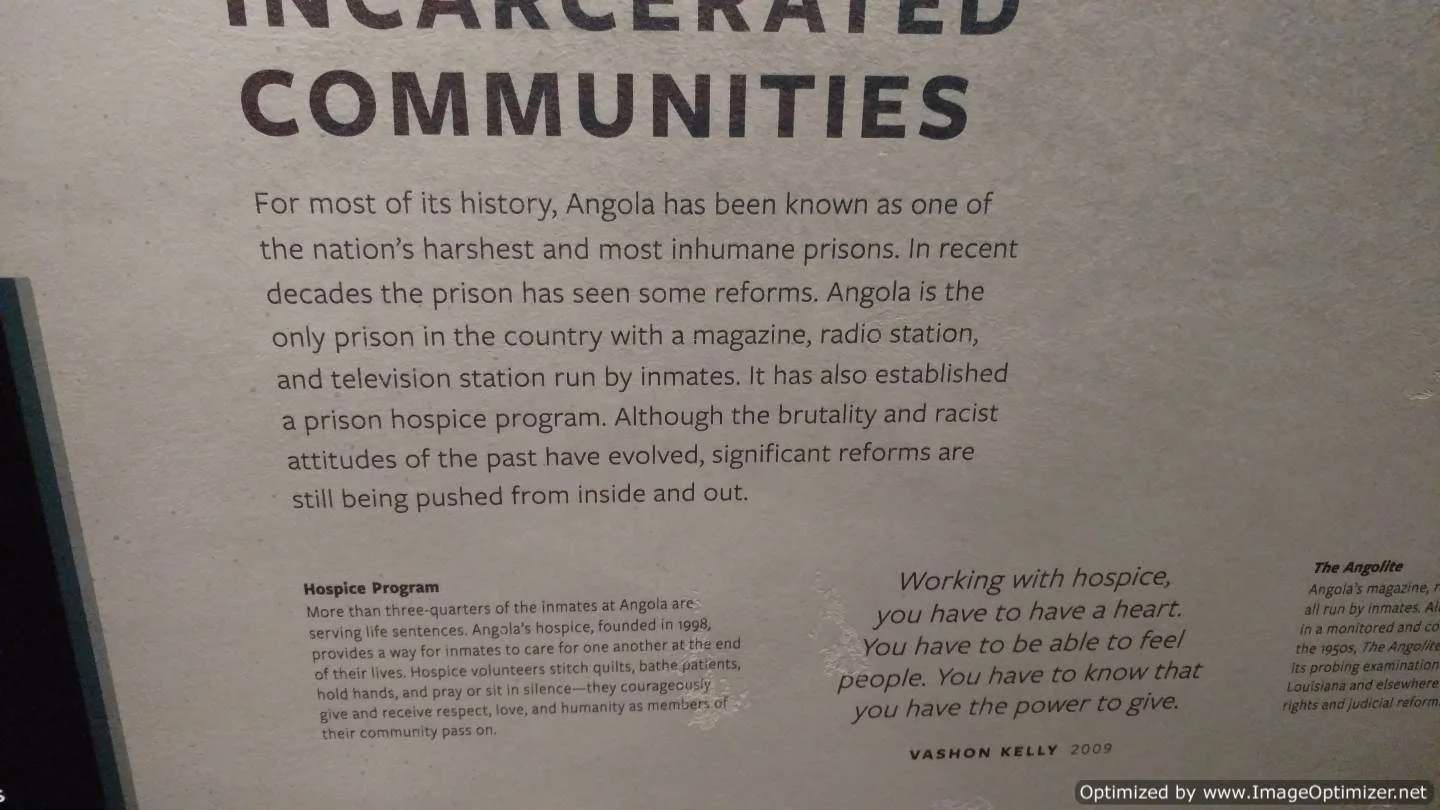 INCARCERATED
COMMUNITIES
For most of its history, Angola has been known as one of
the nation's harshest and most inhumane prisons. In recent
decades the prison has seen some reforms. Angola is the
only prison in the country with a magazine, radio station,
and television station run by inmates. It has also established
a prison hospice program. Although the brutality and racist
attitudes of the past have evolved, significant reforms are
still being pushed from inside and out.
Hospice Program
More than three-quarters of the inmates at Angola are
serving life sentences. Angola's hospice, founded in 1998,
provides a way for inmates to care for one another at the end
of their lives. Hospice volunteers stitch quilts, bathe patients,
hold hands, and pray or sit in silence—they courageously
give and receive respect, love, and humanity as members of
their community pass on.
Working with hospice,
you have to have a heart.
You have to be able to feel
people. You have to know that
you have the power to give.
VASHON KELLY 2009
The Angolite
Angola's magazine,
all run by inmates.
in a monitored and
the 1950s, The Angolite
its probing examination
Louisiana and elsewhere
rights and judicial reform
Optimized by www.ImageOptimizer.net